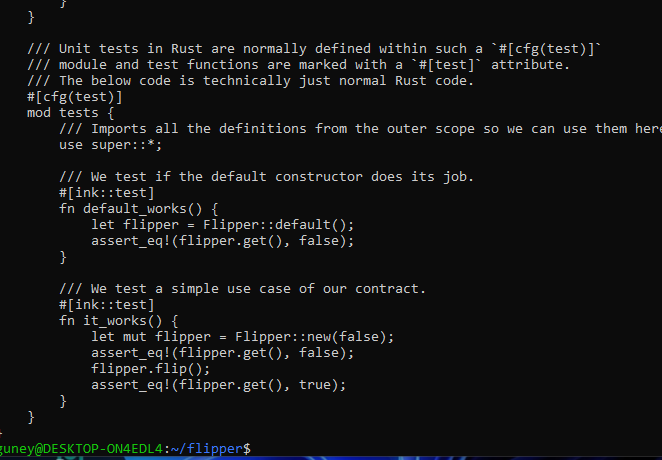 }
}
/// Unit tests in Rust are normally defined within such a `#[cfg(test)]`
/// module and test functions are marked with a `#[test]` attribute.
/// The below code is technically just normal Rust code.
#[cfg(test)]
mod tests {
/// Imports all the definitions from the outer scope so we can use them here
use super::*;
/// We test if the default constructor does its job.
#[ink::test]
fn default_works() {
let flipper = Flipper::default();
assert_eq!(flipper.get(), false);
}
/// We test a simple use case of our contract.
#[ink::test]
fn it_works() {
let mut flipper = Flipper::new(false);
assert_eq!(flipper.get(), false);
flipper.flip();
assert_eq!(flipper.get(), true);
}
}
}
guney@DESKTOP-ON4EDL4:~/flipper$